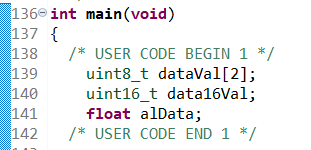 136 int main(void)
137 {
138 /* USER CODE BEGIN 1 */
139 uint8_t dataVal[2];
140 uint16_t data16Val;
141 float alData;
142 /* USER CODE END 1 */